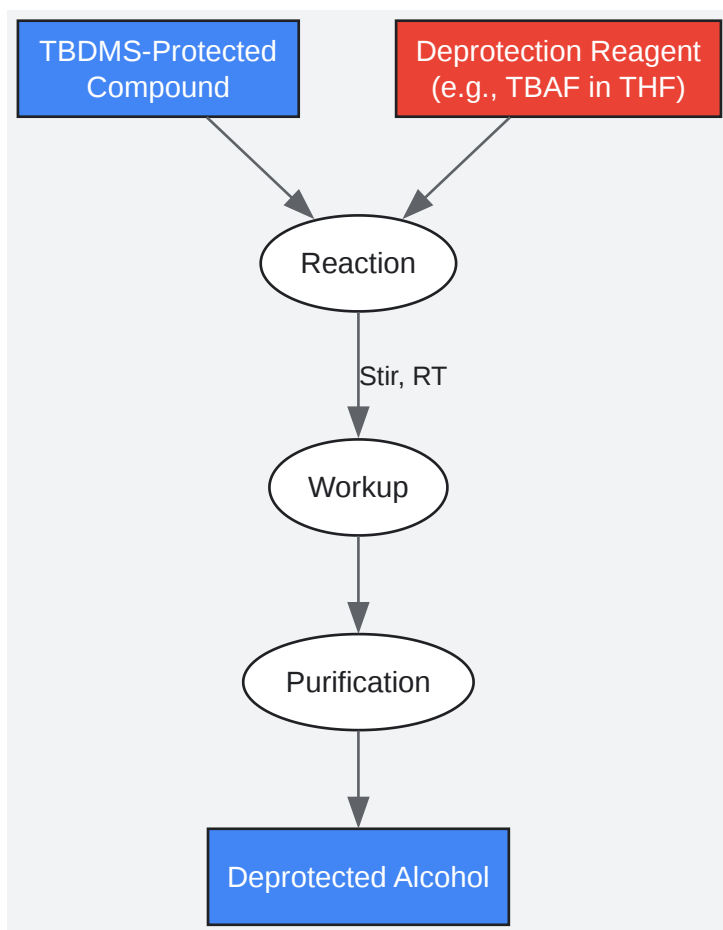 TBDMS-Protected
Compound
Deprotection Reagent
(e.g., TBAF in THF)
Reaction
Stir, RT
Workup
Purification
Deprotected Alcohol